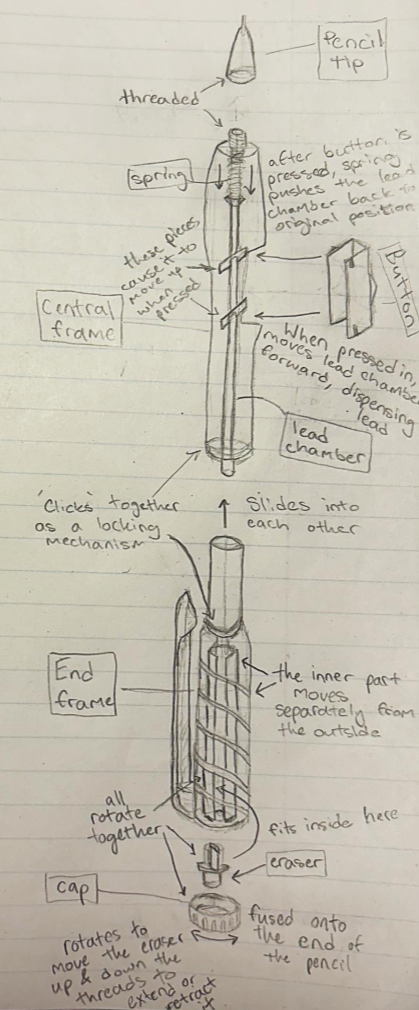 Pencil
tip
threaded
spring
after button is
pressed, spring
pushes the lead
chamber back to
original position
these pieces
cause it to
move up
when
pressed
Button
Central
frame
When pressed in,
moves lead chamber
forward, dispensing
lead
lead
chamber
"Clicks" together
as a locking
mechanism
Slides into
each other
End
frame
the inner part
moves
separately from
the outside
all
rotate
together
fits inside here
eraser
cap
fused onto
the end of
the pencil
rotates to
move the eraser
up & down the
threads to
extend or
retract
it